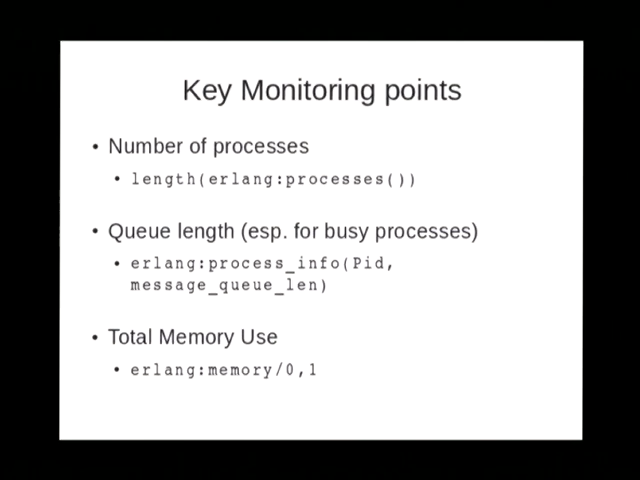 Key Monitoring points
• Number of processes
• length(erlang:processes())
• Queue length (esp. for busy processes)
• erlang:process_info(Pid,
message_queue_len)
• Total Memory Use
• erlang:memory/0,1